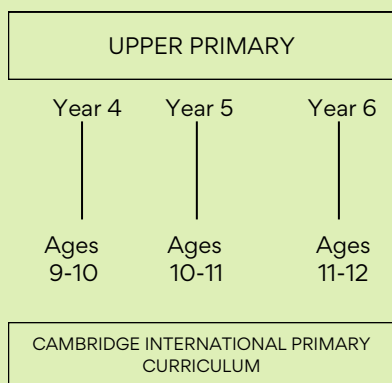 UPPER PRIMARY
Year 4 Year 5 Year 6
Ages Ages Ages
9-10 10-11 11-12
CAMBRIDGE INTERNATIONAL PRIMARY
CURRICULUM